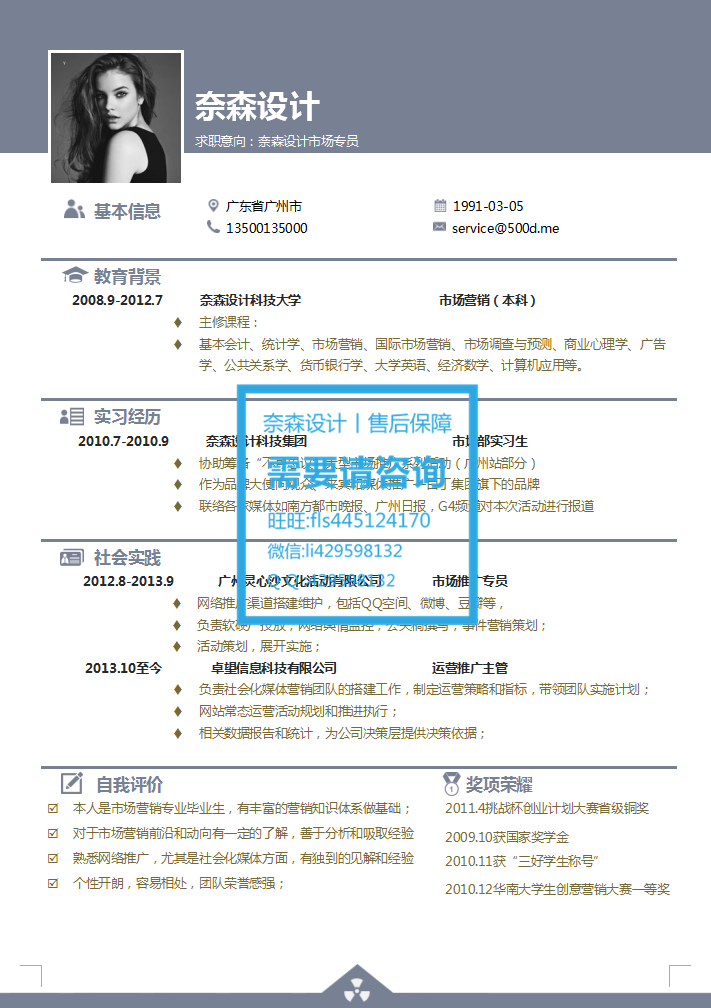 奈森设计
求职意向：奈森设计市场专员
基本信息
广东省广州市
1991-03-05
13500135000
service@500d.me
教育背景
2008.9-2012.7 奈森设计科技大学 市场营销（本科）
主修课程：
基本会计、统计学、市场营销、国际市场营销、市场调查与预测、商业心理学、广告
学、公共关系学、货币银行学、大学英语、经济数学、计算机应用等。
奈森设计丨售后保障
实习经历
2010.7-2010.9 奈森设计科技集团 市场部实习生
需要请咨询
协助筹备 系列活动（广州站部分）
作为品牌大使向观众、来宾和媒体推广 集团旗下的品牌
联络各 媒体如南方都市晚报、广州日报，G4频 对本次活动进行报道
旺旺:fls445124170
微信:li429598132
社会实践
2012.8-2013.9 广州灵心沙文化活动有限公司 市场推广专员
网络推广渠道搭建维护，包括QQ空间、微博、豆瓣等，
负责软硬广投放，网络舆情监控，公关稿撰写，事件营销策划；
活动策划，展开实施；
2013.10至今 卓望信息科技有限公司 运营推广主管
负责社会化媒体营销团队的搭建工作，制定运营策略和指标，带领团队实施计划；
网站常态运营活动规划和推进执行；
相关数据报告和统计，为公司决策层提供决策依据；
自我评价
本人是市场营销专业毕业生，有丰富的营销知识体系做基础；
对于市场营销前沿和动向有一定的了解，善于分析和吸取经验
熟悉网络推广，尤其是社会化媒体方面，有独到的见解和经验
个性开朗，容易相处，团队荣誉感强；
奖项荣耀
2011.4挑战杯创业计划大赛省级铜奖
2009.10获国家奖学金
2010.11获“三好学生称号”
2010.12华南大学生创意营销大赛一等奖